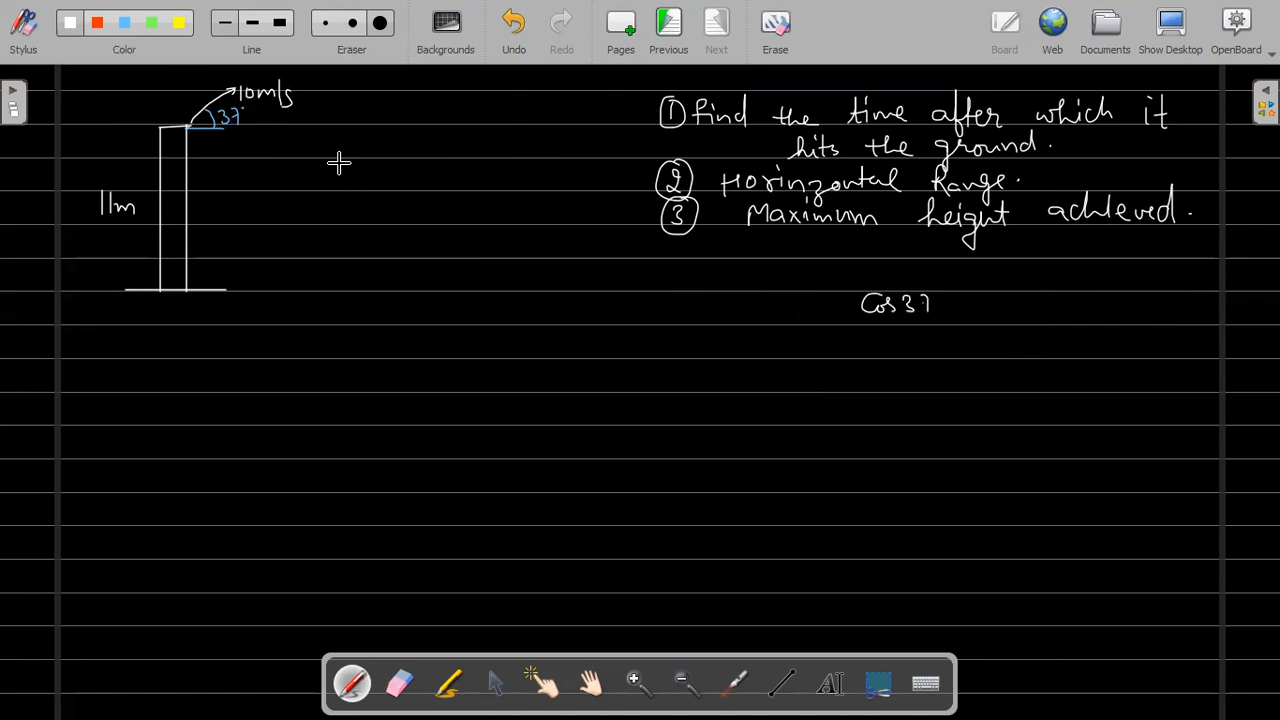 Stylus
Color
Line
Eraser
Backgrounds
Undo
Redo
Pages
Previous
Next
Erase
Board
Web
Documents
Show Desktop
OpenBoard
10m/s
37°
11m
① find the time after which it
hits the ground.
② Horinzontal Range.
③ Maximum height achieved.
Cos 37
AI